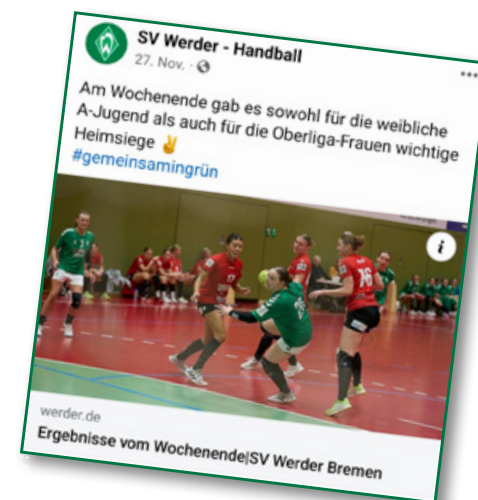 SV Werder - Handball
27. Nov. ·
Am Wochenende gab es sowohl für die weibliche
A-Jugend als auch für die Oberliga-Frauen wichtige
Heimsiege ✌
#gemeinsamingrün
i
16
werder.de
Ergebnisse vom Wochenende|SV Werder Bremen